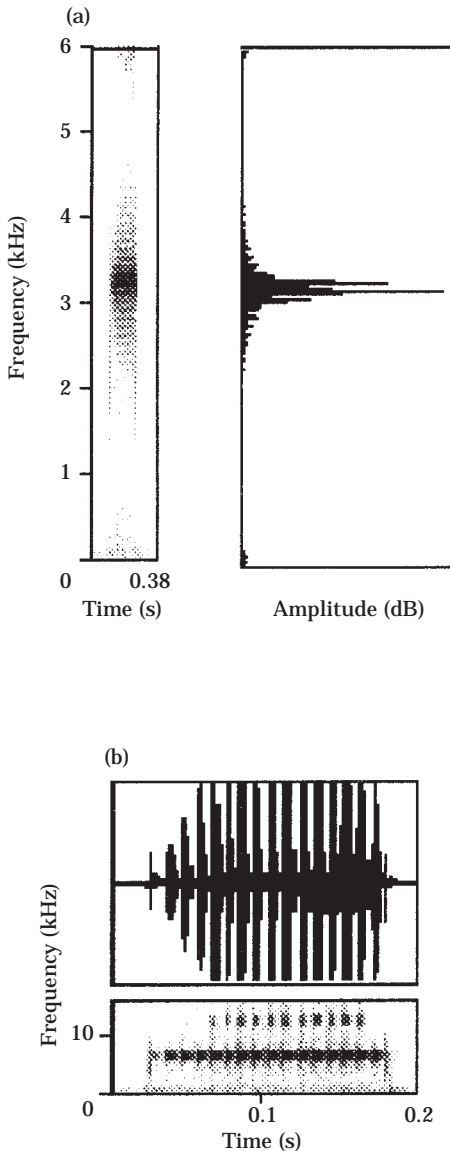 (a)
6
5
4
3
2
1
0
Frequency (kHz)
0.38
Time (s)
Amplitude (dB)
(b)
Frequency (kHz)
10
0
0.1
0.2
Time (s)